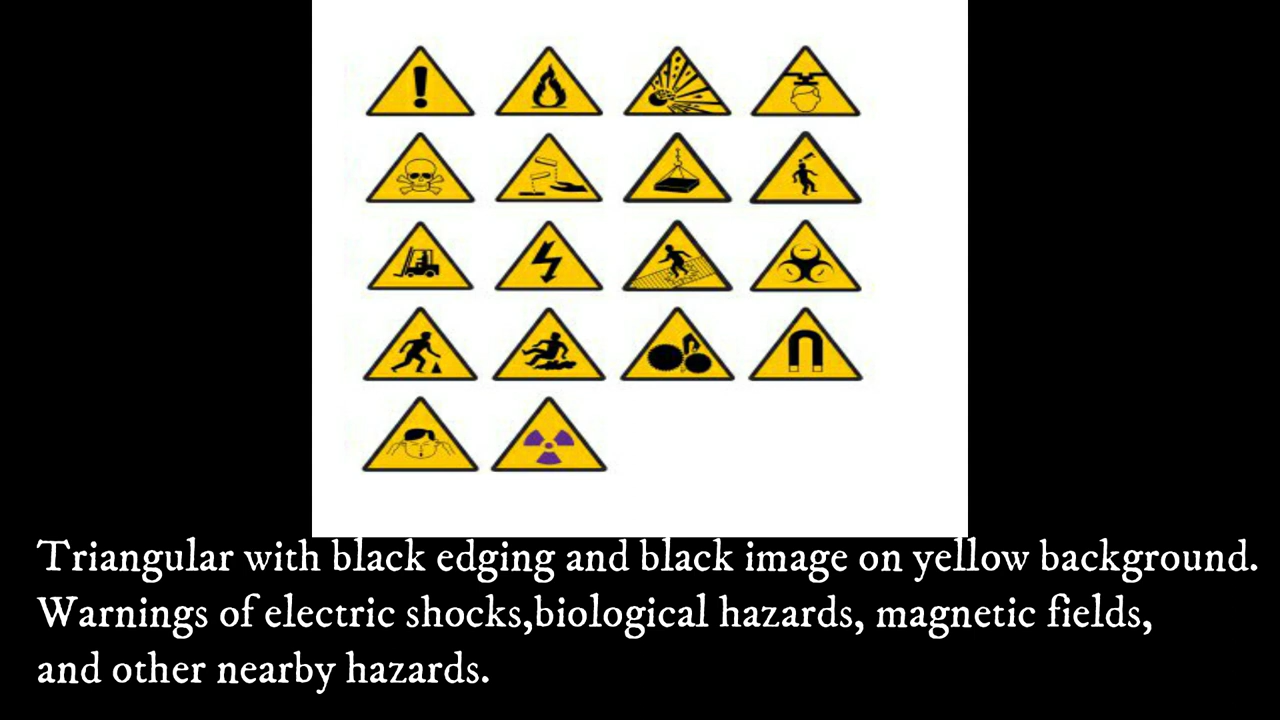 Triangular with black edging and black image on yellow background.
Warnings of electric shocks,biological hazards, magnetic fields,
and other nearby hazards.